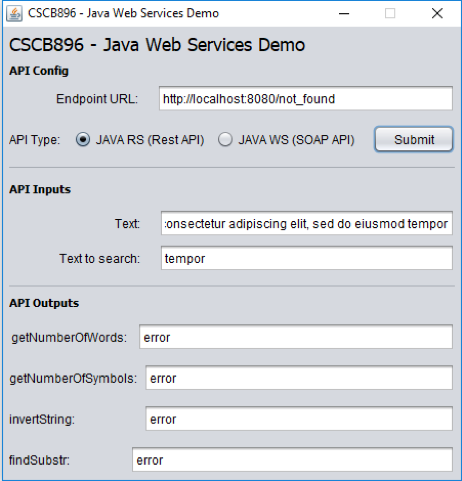 CSCB896 - Java Web Services Demo
CSCB896 - Java Web Services Demo
API Config
Endpoint URL: http://localhost:8080/not_found
API Type: JAVA RS (Rest API) JAVA WS (SOAP API) Submit
API Inputs
Text: :onsectetur adipiscing elit, sed do eiusmod tempor
Text to search: tempor
API Outputs
getNumberOfWords: error
getNumberOfSymbols: error
invertString: error
findSubstr: error